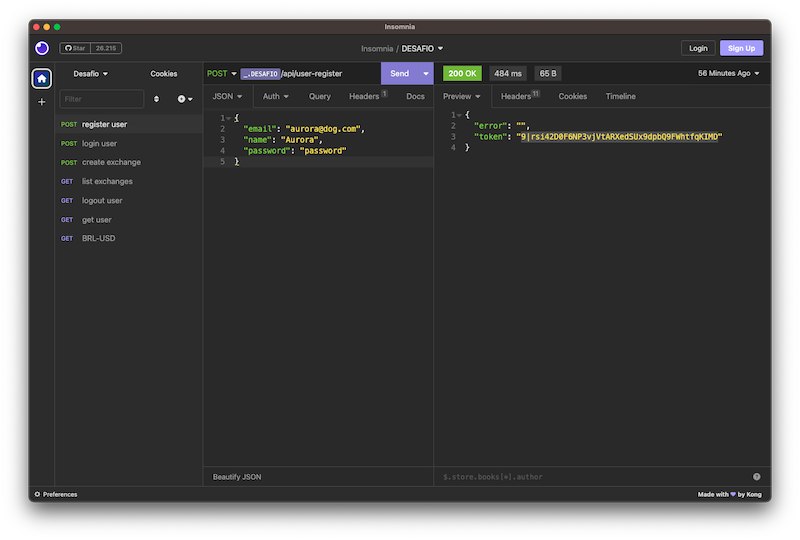 Insomnia
Star 26.215
Insomnia / DESAFIO
Login
Sign Up
Desafio
Cookies
Filter
POST register user
POST login user
POST create exchange
GET list exchanges
GET logout user
GET get user
GET BRL-USD
POST _.DESAFIO /api/user-register
Send
JSON Auth Query Headers 1 Docs
1 {
2 "email": "aurora@dog.com",
3 "name": "Aurora",
4 "password": "password"
5 }
Beautify JSON
200 OK 484 ms 65 B
56 Minutes Ago
Preview Headers 11 Cookies Timeline
1 {
2 "error": "",
3 "token": "9|rsi42D0F6NP3vjVtARXedSUx9dpbQ9FWhtfqKIMD"
4 }
$.store.books[*].author
?
Preferences
Made with by Kong